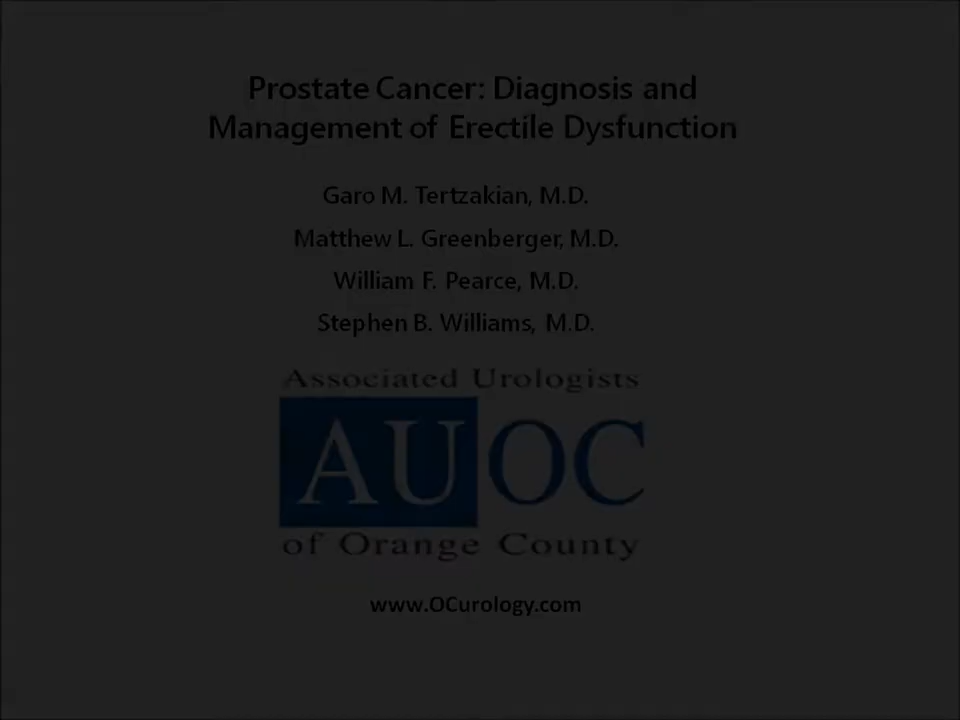 Prostate Cancer: Diagnosis and
Management of Erectile Dysfunction
Garo M. Tertzakian, M.D.
Matthew L. Greenberger, M.D.
William F. Pearce, M.D.
Stephen B. Williams, M.D.
Associated Urologists
AUOC
of Orange County
www.OCurology.com